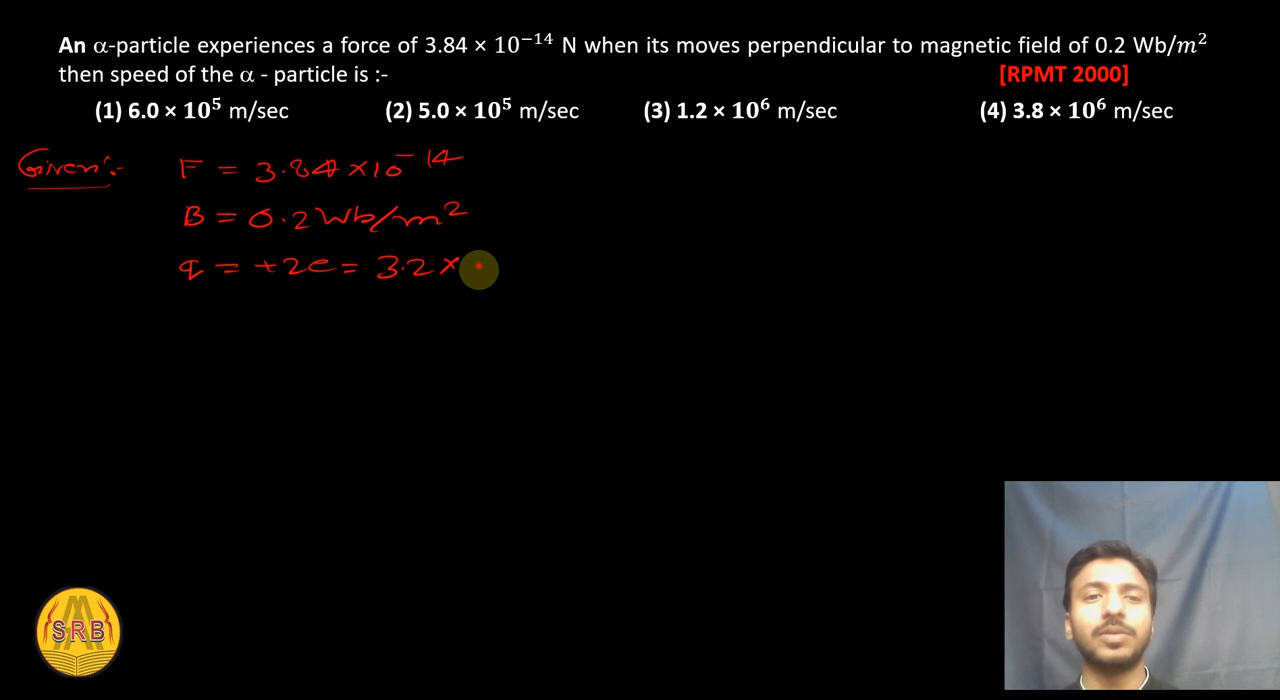 An α-particle experiences a force of 3.84 × 10⁻¹⁴ N when its moves perpendicular to magnetic field of 0.2 Wb/m²
then speed of the α - particle is :- [RPMT 2000]
(1) 6.0 × 10⁵ m/sec (2) 5.0 × 10⁵ m/sec (3) 1.2 × 10⁶ m/sec (4) 3.8 × 10⁶ m/sec
Given:- F = 3.84 × 10⁻¹⁴
B = 0.2 Wb/m²
q = +2e = 3.2 ×
SRB